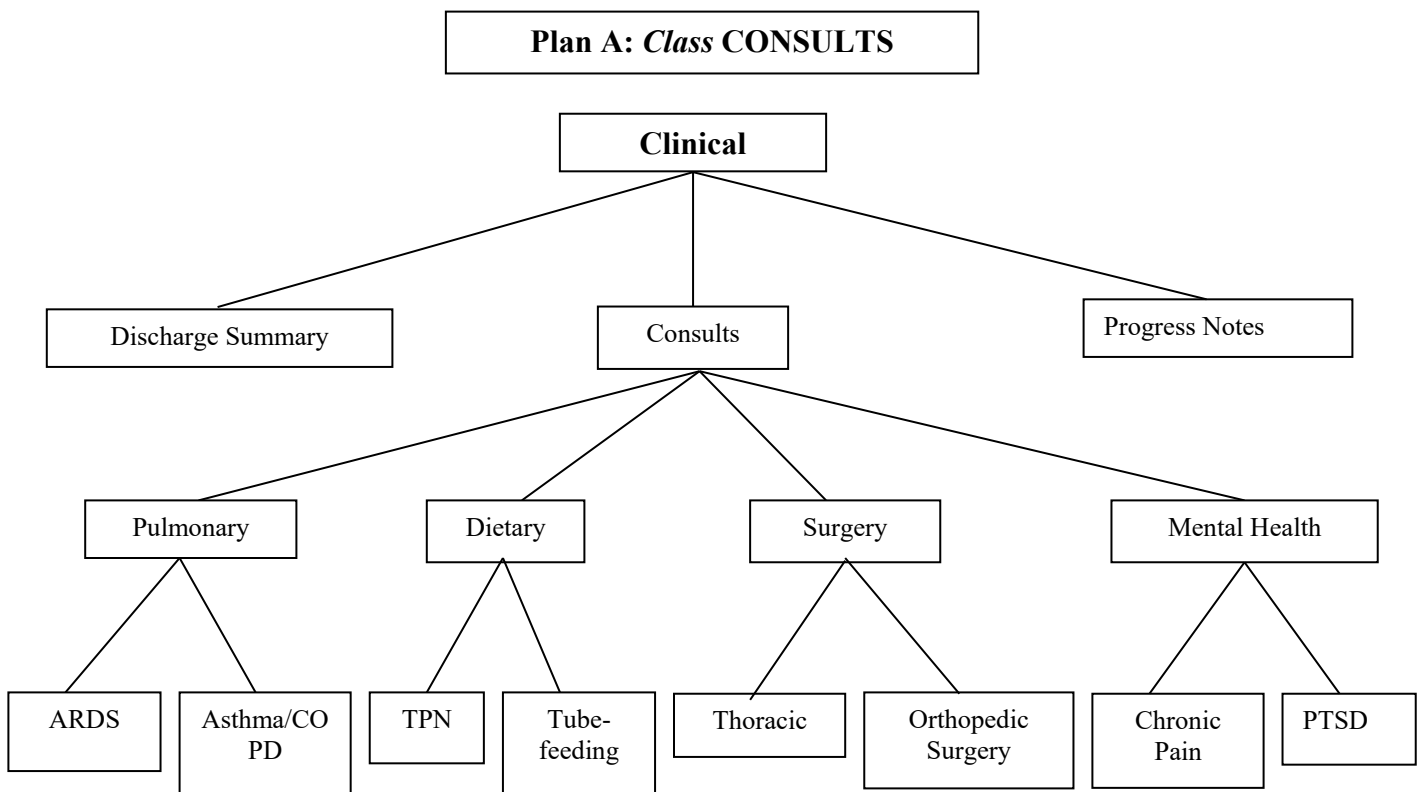 Plan A: Class CONSULTS
Clinical
Discharge Summary
Consults
Progress Notes
Pulmonary
Dietary
Surgery
Mental Health
ARDS
Asthma/CO
PD
TPN
Tube-
feeding
Thoracic
Orthopedic
Surgery
Chronic
Pain
PTSD